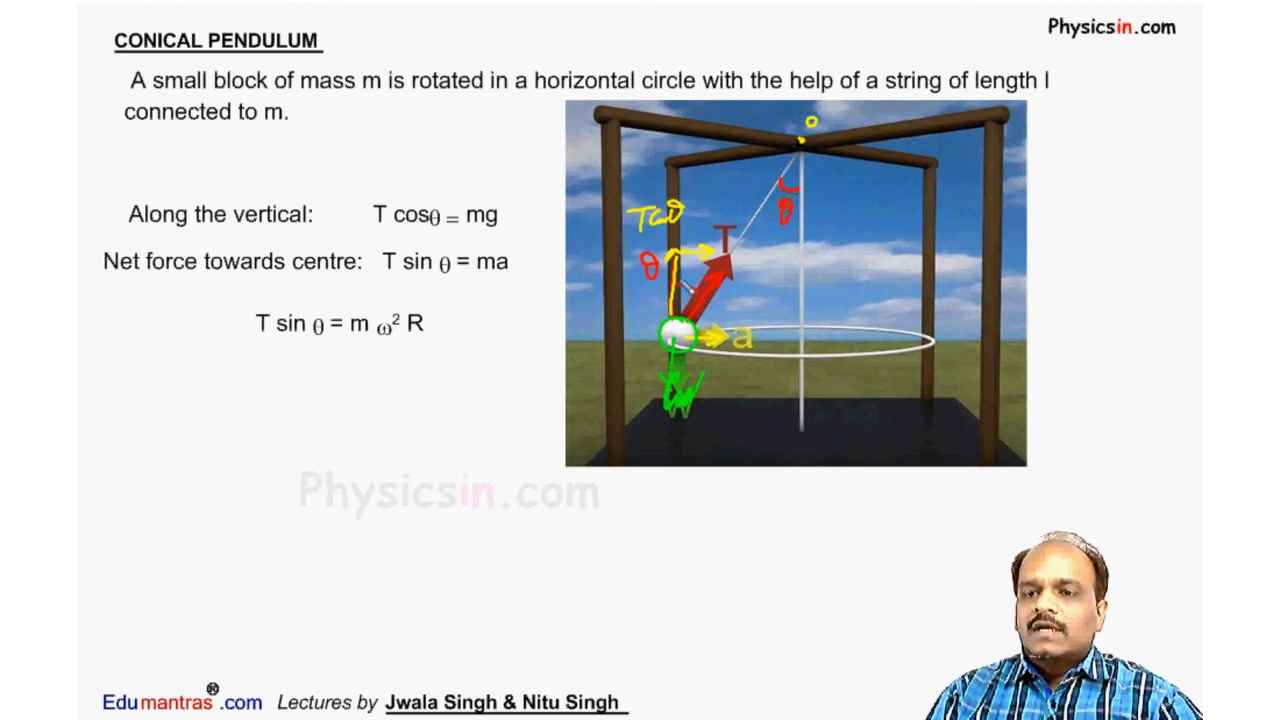 Physicsin.com
CONICAL PENDULUM
A small block of mass m is rotated in a horizontal circle with the help of a string of length l
connected to m.
o
Along the vertical: T cosθ = mg
Tcosθ
θ
T
Net force towards centre: T sin θ = ma
θ
T sin θ = m ω² R
a
W
Physicsin.com
Edumantras®.com Lectures by Jwala Singh & Nitu Singh